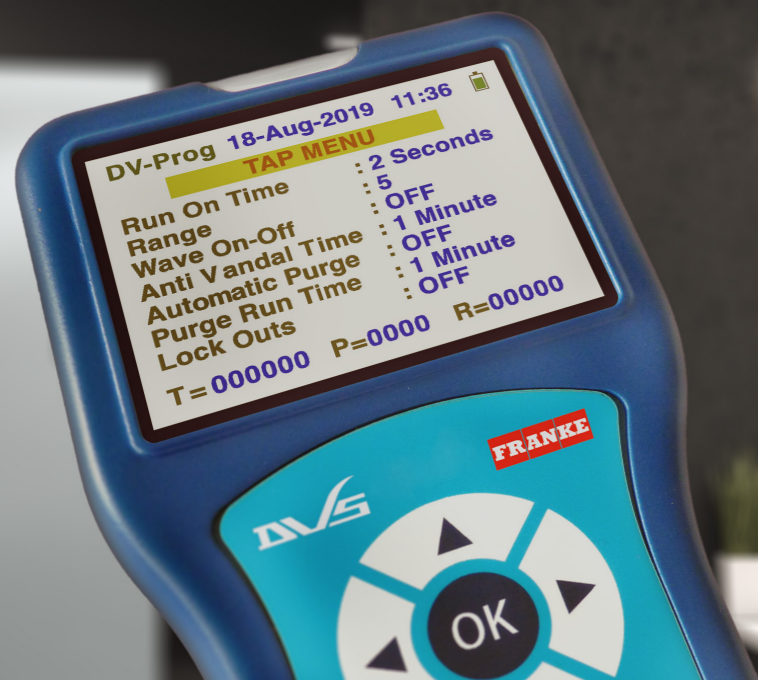 DV-Prog 18-Aug-2019 11:36
TAP MENU
Run On Time : 2 Seconds
Range : 5
Wave On-Off : OFF
Anti Vandal Time : 1 Minute
Automatic Purge : OFF
Purge Run Time : 1 Minute
Lock Outs : OFF
T=000000 P=0000 R=00000
FRANKE
DVS
OK